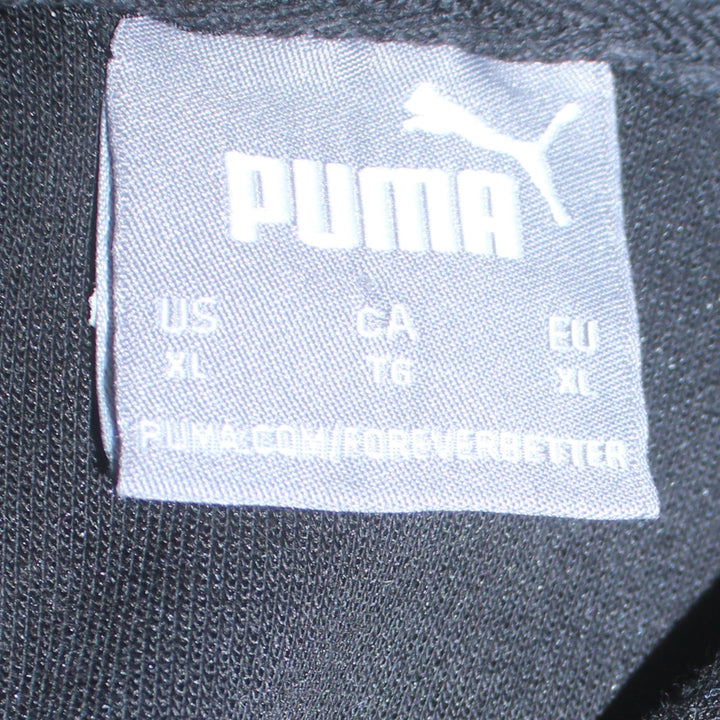 PUMA
US CA EU
XL TG XL
PUMA.COM/FOREVERBETTER